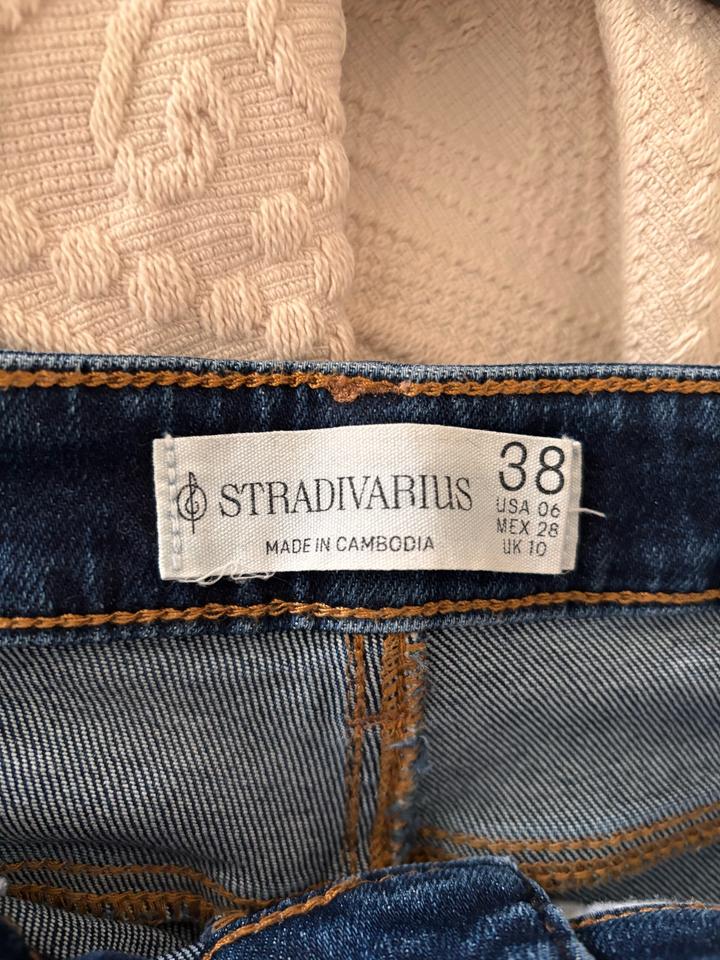 STRADIVARIUS
MADE IN CAMBODIA
38
USA 06
MEX 28
UK 10